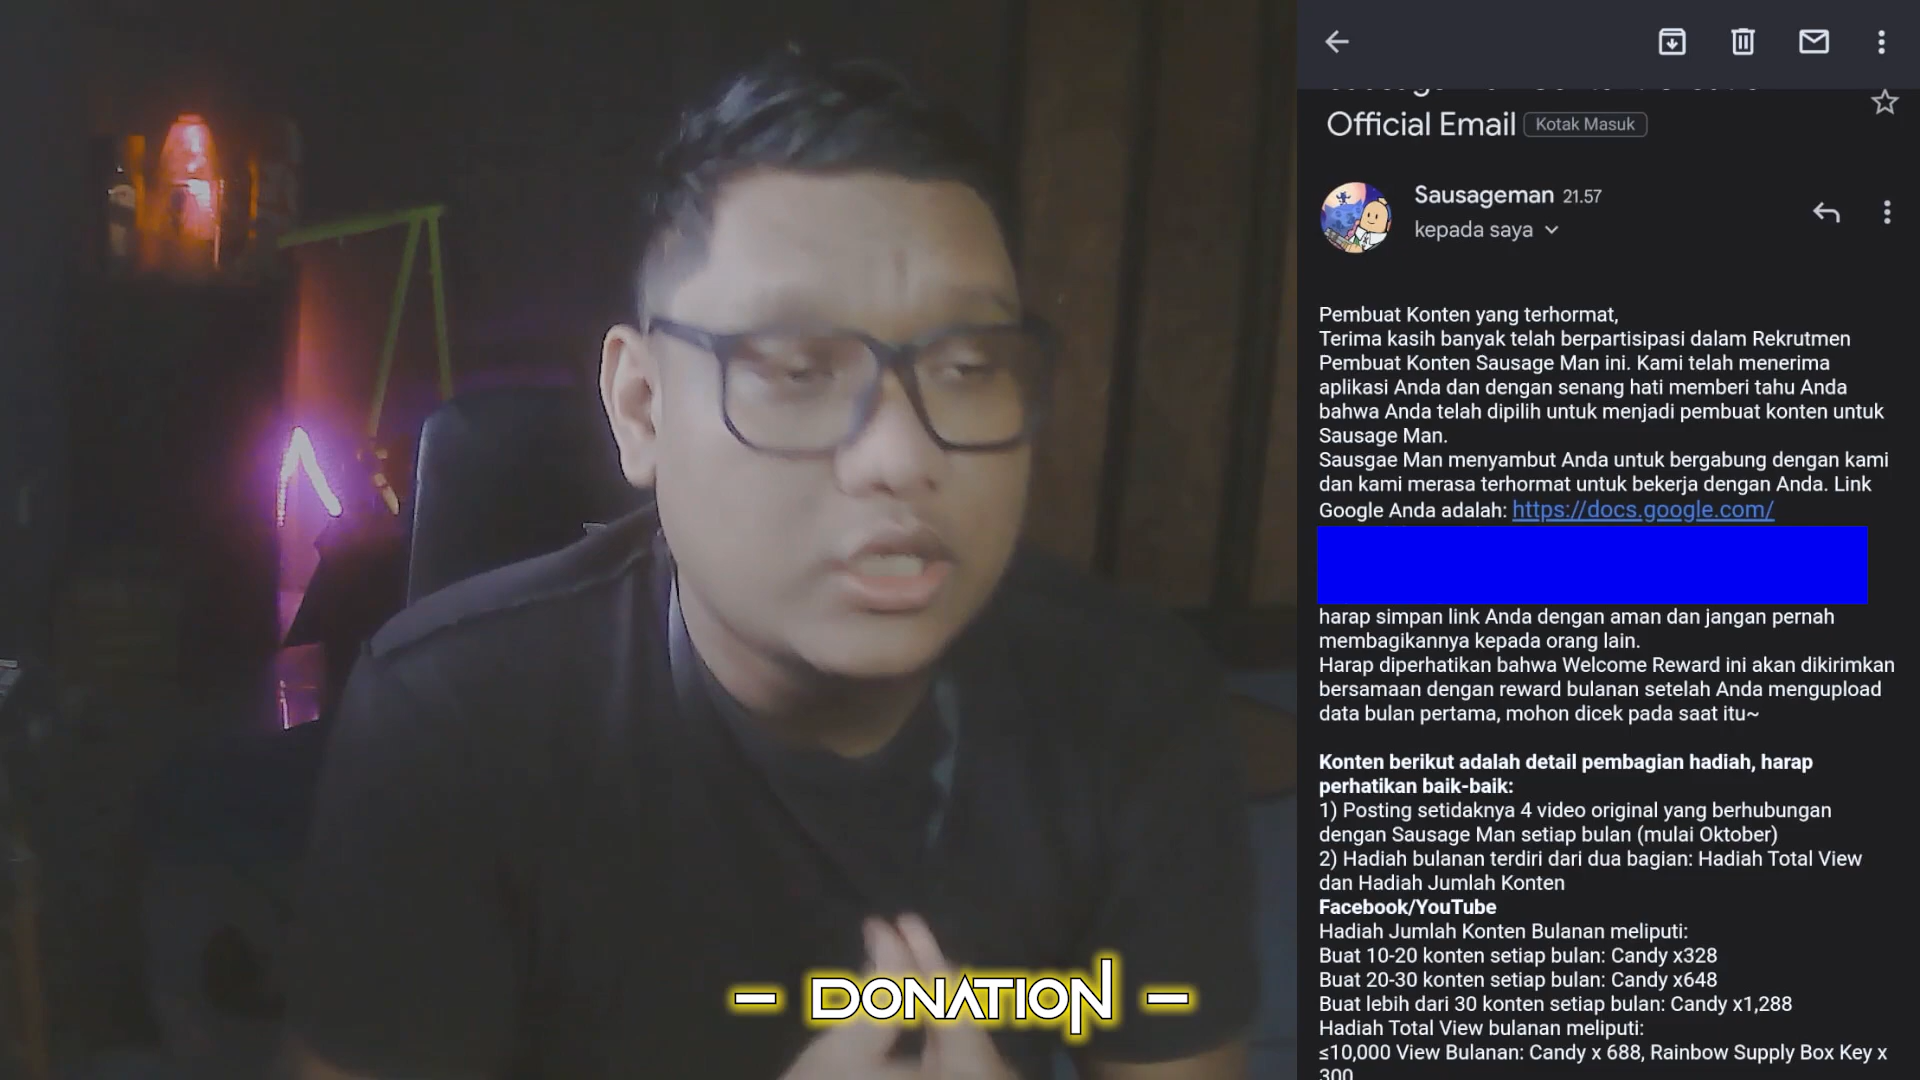 Official Email Kotak Masuk
Sausageman 21.57
kepada saya
Pembuat Konten yang terhormat,
Terima kasih banyak telah berpartisipasi dalam Rekrutmen
Pembuat Konten Sausage Man ini. Kami telah menerima
aplikasi Anda dan dengan senang hati memberi tahu Anda
bahwa Anda telah dipilih untuk menjadi pembuat konten untuk
Sausage Man.
Sausgae Man menyambut Anda untuk bergabung dengan kami
dan kami merasa terhormat untuk bekerja dengan Anda. Link
Google Anda adalah: https://docs.google.com/
harap simpan link Anda dengan aman dan jangan pernah
membagikannya kepada orang lain.
Harap diperhatikan bahwa Welcome Reward ini akan dikirimkan
bersamaan dengan reward bulanan setelah Anda mengupload
data bulan pertama, mohon dicek pada saat itu~
Konten berikut adalah detail pembagian hadiah, harap
perhatikan baik-baik:
1) Posting setidaknya 4 video original yang berhubungan
dengan Sausage Man setiap bulan (mulai Oktober)
2) Hadiah bulanan terdiri dari dua bagian: Hadiah Total View
dan Hadiah Jumlah Konten
Facebook/YouTube
Hadiah Jumlah Konten Bulanan meliputi:
Buat 10-20 konten setiap bulan: Candy x328
Buat 20-30 konten setiap bulan: Candy x648
Buat lebih dari 30 konten setiap bulan: Candy x1,288
Hadiah Total View bulanan meliputi:
≤10,000 View Bulanan: Candy x 688, Rainbow Supply Box Key x
300
— DONATION —